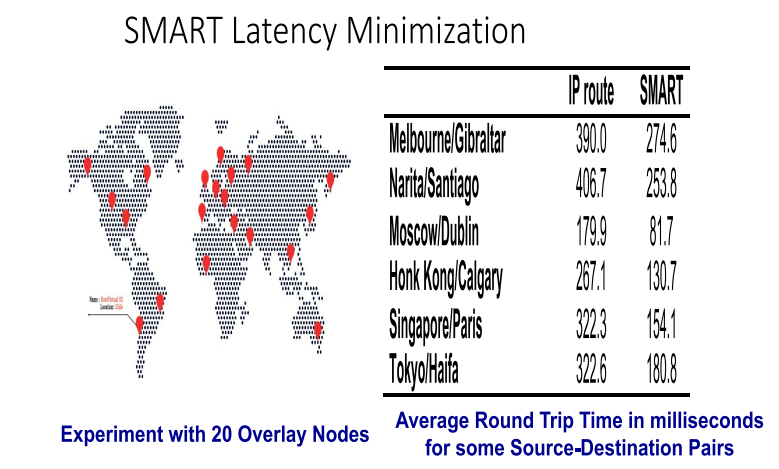 SMART Latency Minimization
IP route SMART
Melbourne/Gibraltar 390.0 274.6
Narita/Santiago 406.7 253.8
Moscow/Dublin 179.9 81.7
Honk Kong/Calgary 267.1 130.7
Singapore/Paris 322.3 154.1
Tokyo/Haifa 322.6 180.8
Location: Chile
Experiment with 20 Overlay Nodes
Average Round Trip Time in milliseconds
for some Source-Destination Pairs